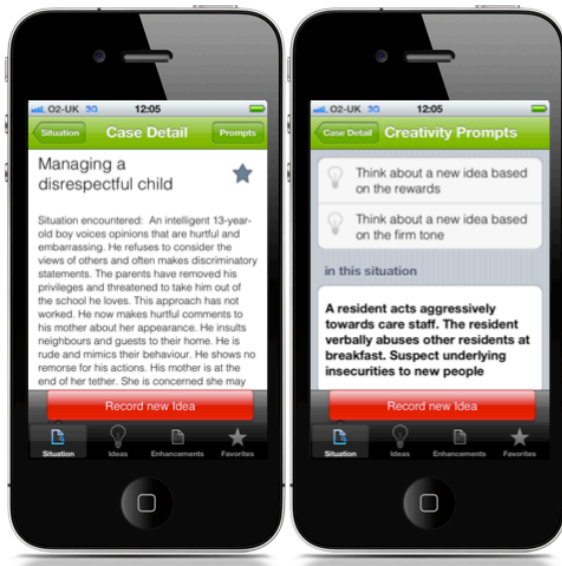 O2-UK 3G 12:05
Situation Case Detail Prompts
Managing a
disrespectful child
Situation encountered: An intelligent 13-year-
old boy voices opinions that are hurtful and
embarrassing. He refuses to consider the
views of others and often makes discriminatory
statements. The parents have removed his
privileges and threatened to take him out of
the school he loves. This approach has not
worked. He now makes hurtful comments to
his mother about her appearance. He insults
neighbours and guests to their home. He is
rude and mimics their behaviour. He shows no
remorse for his actions. His mother is at the
end of her tether. She is concerned she may
Record new Idea
Situation Ideas Enhancements Favorites
O2-UK 3G 12:05
Case Detail Creativity Prompts
Think about a new idea based
on the rewards
Think about a new idea based
on the firm tone
in this situation
A resident acts aggressively
towards care staff. The resident
verbally abuses other residents at
breakfast. Suspect underlying
insecurities to new people
Record new Idea
Situation Ideas Enhancements Favorites